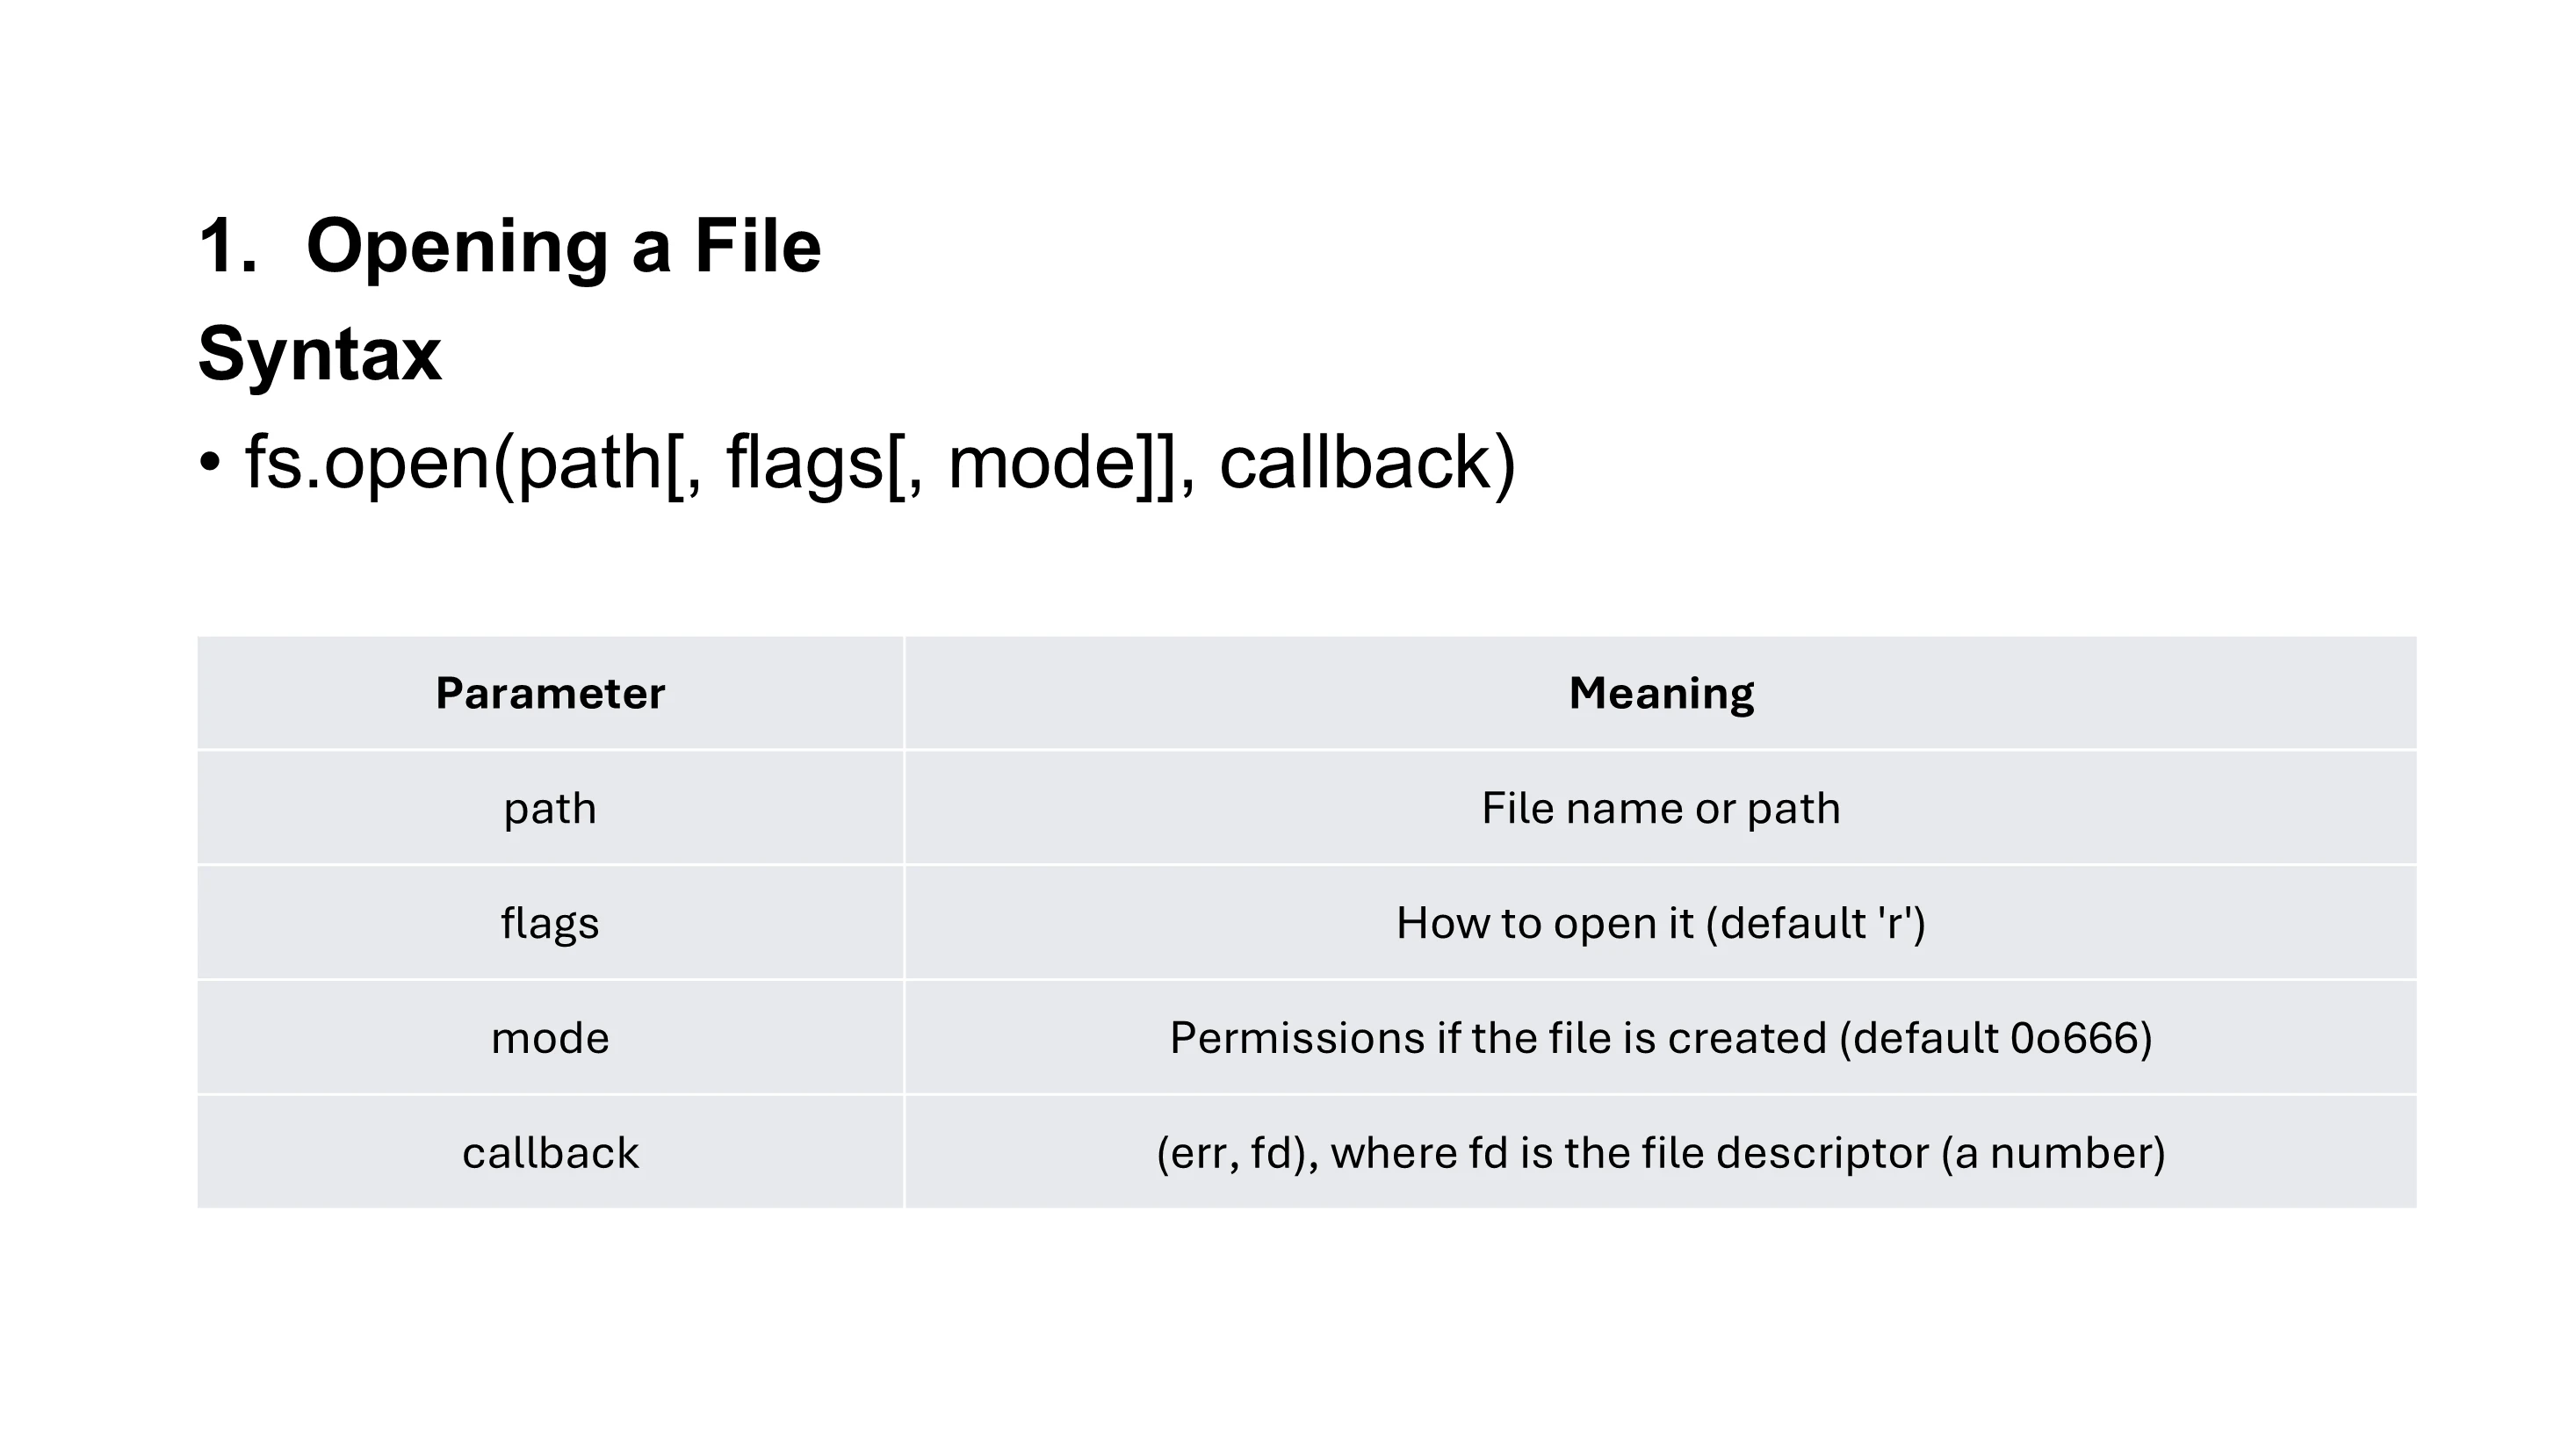 1. Opening a File
Syntax
• fs.open(path[, flags[, mode]], callback)
Parameter Meaning
path File name or path
flags How to open it (default 'r')
mode Permissions if the file is created (default 0o666)
callback (err, fd), where fd is the file descriptor (a number)